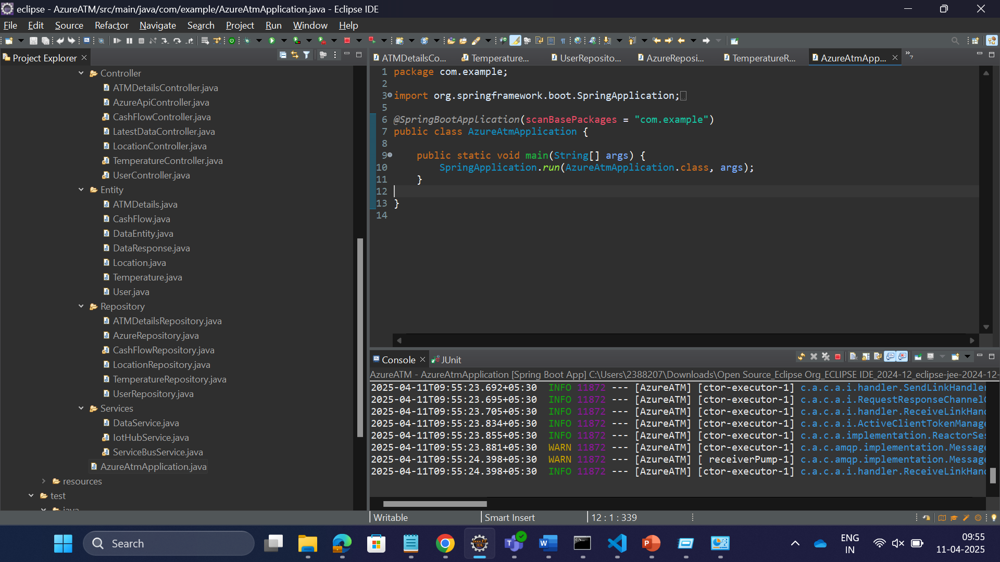 eclipse - AzureATM/src/main/java/com/example/AzureAtmApplication.java - Eclipse IDE
File Edit Source Refactor Navigate Search Project Run Window Help
Project Explorer
Controller
ATMDetailsController.java
AzureApiController.java
CashFlowController.java
LatestDataController.java
LocationController.java
TemperatureController.java
UserController.java
Entity
ATMDetails.java
CashFlow.java
DataEntity.java
DataResponse.java
Location.java
Temperature.java
User.java
Repository
ATMDetailsRepository.java
AzureRepository.java
CashFlowRepository.java
LocationRepository.java
TemperatureRepository.java
UserRepository.java
Services
DataService.java
IotHubService.java
ServiceBusService.java
AzureAtmApplication.java
resources
test
java
ATMDetailsCo... Temperature... UserReposito... AzureReposi... TemperatureR... AzureAtmApp... »7
1 package com.example;
2
3 import org.springframework.boot.SpringApplication;
5
6 @SpringBootApplication(scanBasePackages = "com.example")
7 public class AzureAtmApplication {
8
9 public static void main(String[] args) {
10 SpringApplication.run(AzureAtmApplication.class, args);
11 }
12
13 }
14
Console JUnit
AzureATM - AzureAtmApplication [Spring Boot App] C:\Users\2388207\Downloads\Open Source_Eclipse Org_ECLIPSE IDE_2024-12_eclipse-jee-2024-12-
2025-04-11T09:55:23.692+05:30 INFO 11872 --- [AzureATM] [ctor-executor-1] c.a.c.a.i.handler.SendLinkHandler
2025-04-11T09:55:23.695+05:30 INFO 11872 --- [AzureATM] [ctor-executor-1] c.a.c.a.i.RequestResponseChannelC
2025-04-11T09:55:23.705+05:30 INFO 11872 --- [AzureATM] [ctor-executor-1] c.a.c.a.i.handler.ReceiveLinkHand
2025-04-11T09:55:23.834+05:30 INFO 11872 --- [AzureATM] [ctor-executor-1] c.a.c.a.i.ActiveClientTokenManage
2025-04-11T09:55:23.855+05:30 INFO 11872 --- [AzureATM] [ctor-executor-1] c.a.c.a.implementation.ReactorSes
2025-04-11T09:55:23.881+05:30 WARN 11872 --- [AzureATM] [ctor-executor-1] c.a.c.amqp.implementation.Message
2025-04-11T09:55:24.398+05:30 WARN 11872 --- [AzureATM] [ receiverPump-1] c.a.c.amqp.implementation.Message
2025-04-11T09:55:24.398+05:30 INFO 11872 --- [AzureATM] [ctor-executor-1] c.a.c.a.i.handler.ReceiveLinkHand
Writable Smart Insert 12 : 1 : 339
Search
ENG
IN
09:55
11-04-2025